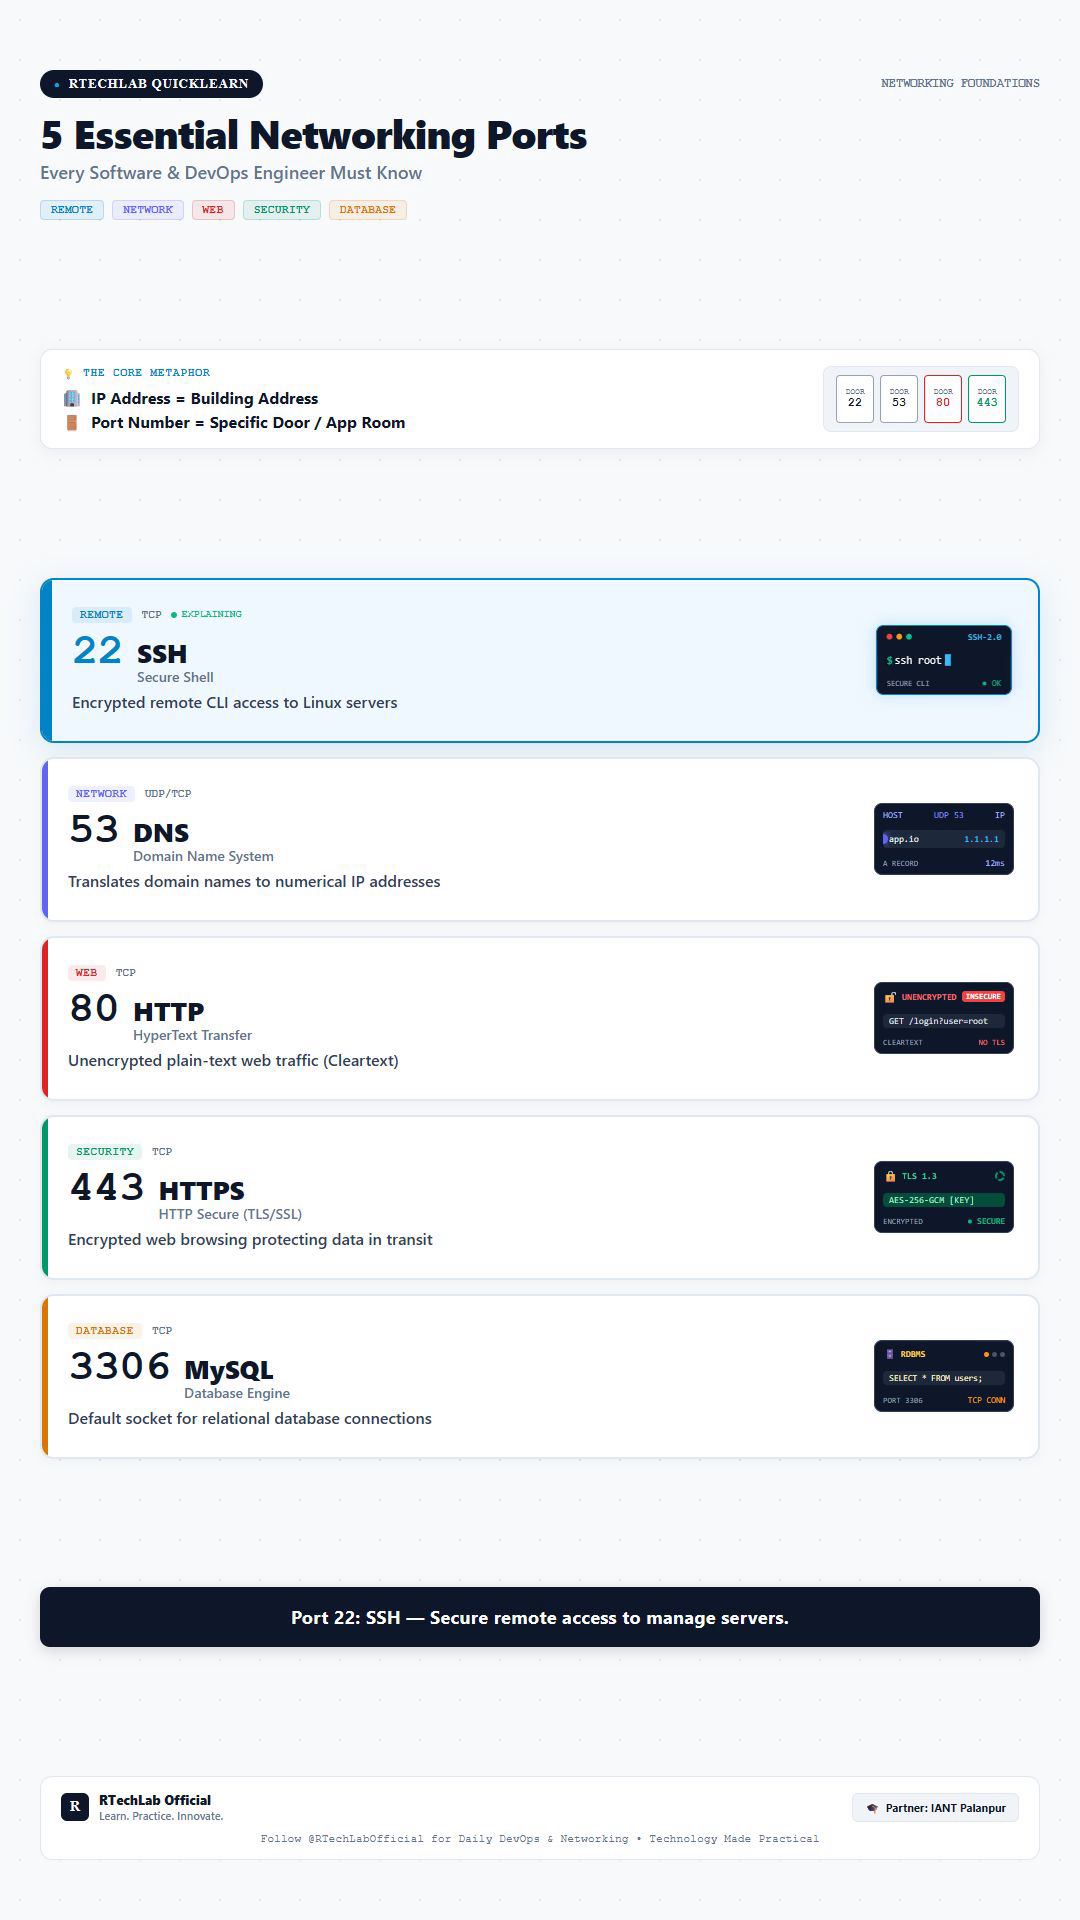 RTECHLAB QUICKLEARN
NETWORKING FOUNDATIONS
5 Essential Networking Ports
Every Software & DevOps Engineer Must Know
REMOTE NETWORK WEB SECURITY DATABASE
THE CORE METAPHOR
IP Address = Building Address
Port Number = Specific Door / App Room
DOOR DOOR DOOR DOOR
22 53 80 443
REMOTE TCP ● EXPLAINING
22 SSH
Secure Shell
Encrypted remote CLI access to Linux servers
SSH-2.0
$ ssh root
SECURE CLI ● OK
NETWORK UDP/TCP
53 DNS
Domain Name System
Translates domain names to numerical IP addresses
HOST UDP 53 IP
app.io 1.1.1.1
A RECORD 12ms
WEB TCP
80 HTTP
HyperText Transfer
Unencrypted plain-text web traffic (Cleartext)
UNENCRYPTED INSECURE
GET /login?user=root
CLEARTEXT NO TLS
SECURITY TCP
443 HTTPS
HTTP Secure (TLS/SSL)
Encrypted web browsing protecting data in transit
TLS 1.3
AES-256-GCM [KEY]
ENCRYPTED ● SECURE
DATABASE TCP
3306 MySQL
Database Engine
Default socket for relational database connections
RDBMS
SELECT * FROM users;
PORT 3306 TCP CONN
Port 22: SSH — Secure remote access to manage servers.
R RTechLab Official
Learn. Practice. Innovate.
Partner: IANT Palanpur
Follow @RTechLabOfficial for Daily DevOps & Networking • Technology Made Practical